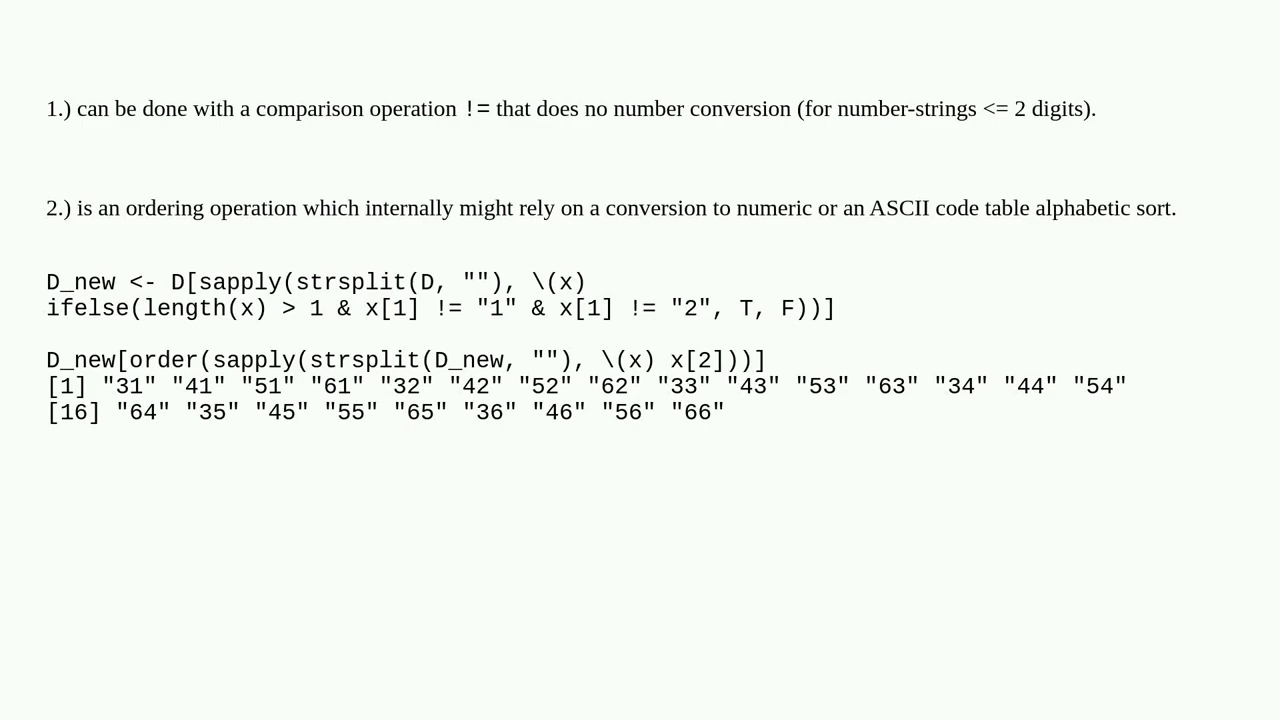 1.) can be done with a comparison operation != that does no number conversion (for number-strings <= 2 digits).
2.) is an ordering operation which internally might rely on a conversion to numeric or an ASCII code table alphabetic sort.
D_new <- D[sapply(strsplit(D, ""), \(x)
ifelse(length(x) > 1 & x[1] != "1" & x[1] != "2", T, F))]
D_new[order(sapply(strsplit(D_new, ""), \(x) x[2]))]
[1] "31" "41" "51" "61" "32" "42" "52" "62" "33" "43" "53" "63" "34" "44" "54"
[16] "64" "35" "45" "55" "65" "36" "46" "56" "66"